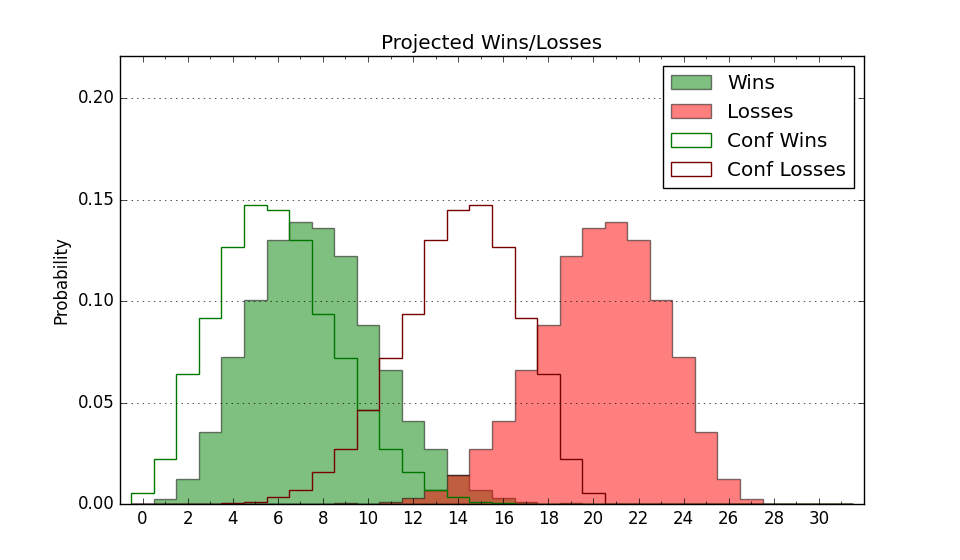 Projected Wins/Losses
Wins
Losses
Conf Wins
Conf Losses
Probability
0.20
0.15
0.10
0.05
0.00
0 2 4 6 8 10 12 14 16 18 20 22 24 26 28 30